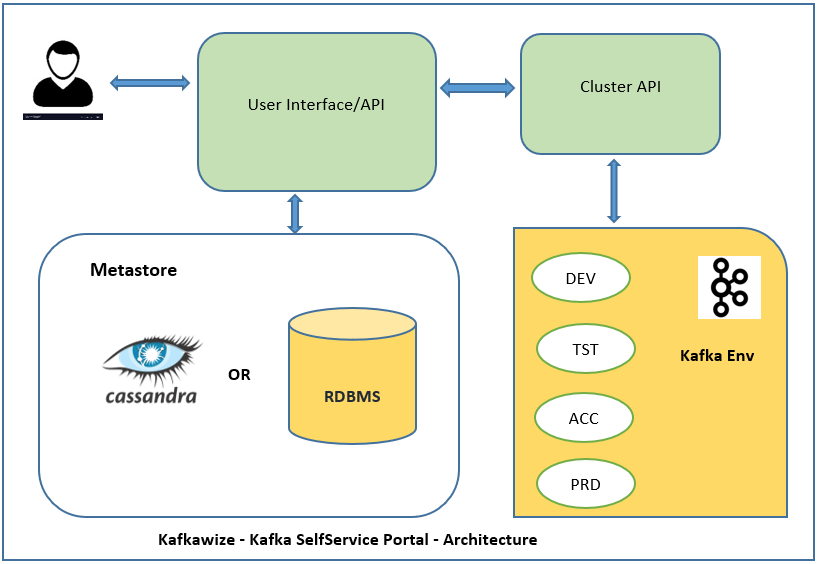 User Interface/API
Cluster API
Metastore
cassandra
OR
RDBMS
DEV
TST
ACC
PRD
Kafka Env
Kafkawize - Kafka SelfService Portal - Architecture